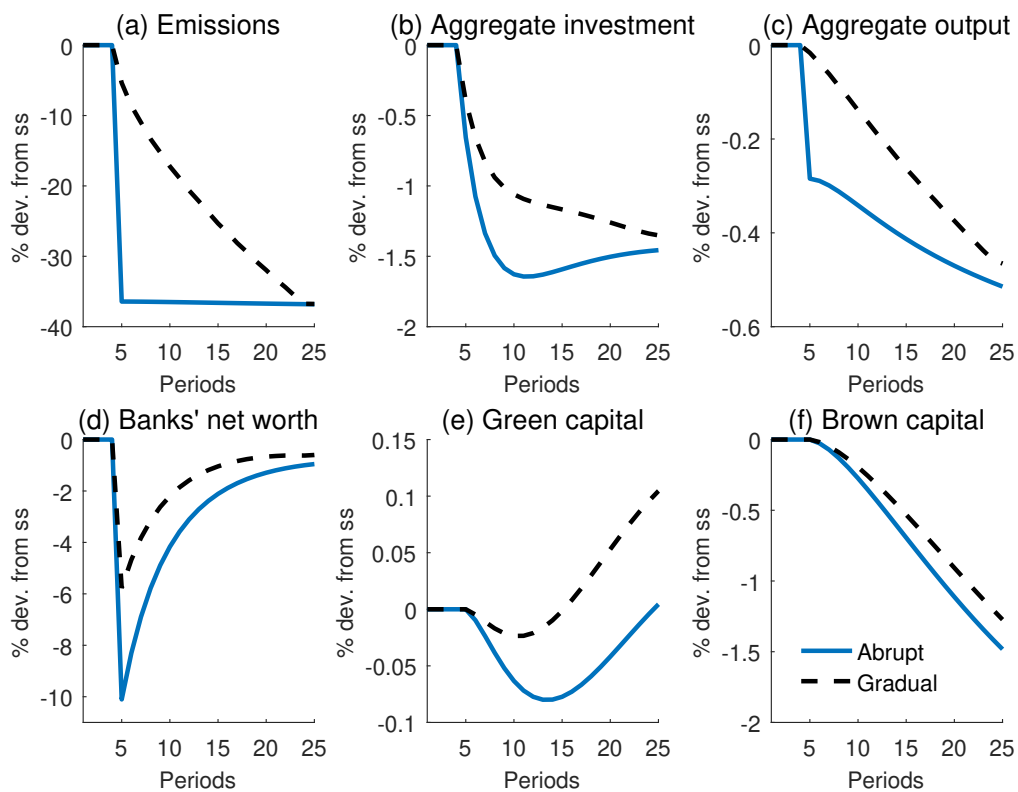 (a) Emissions
% dev. from ss
0
-10
-20
-30
-40
5 10 15 20 25
Periods
(b) Aggregate investment
% dev. from ss
0
-0.5
-1
-1.5
-2
5 10 15 20 25
Periods
(c) Aggregate output
% dev. from ss
0
-0.2
-0.4
-0.6
5 10 15 20 25
Periods
(d) Banks' net worth
% dev. from ss
0
-2
-4
-6
-8
-10
5 10 15 20 25
Periods
(e) Green capital
% dev. from ss
0.15
0.1
0.05
0
-0.05
-0.1
5 10 15 20 25
Periods
(f) Brown capital
% dev. from ss
0
-0.5
-1
-1.5
-2
Abrupt
Gradual
5 10 15 20 25
Periods